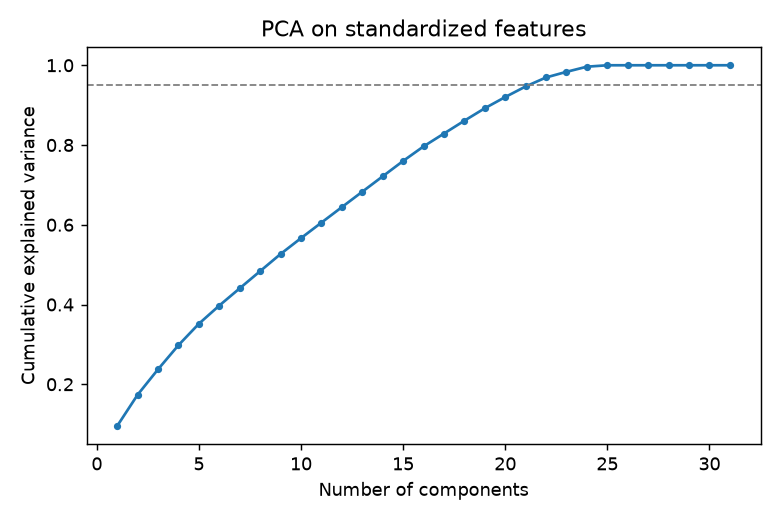 PCA on standardized features
Cumulative explained variance
1.0
0.8
0.6
0.4
0.2
0 5 10 15 20 25 30
Number of components